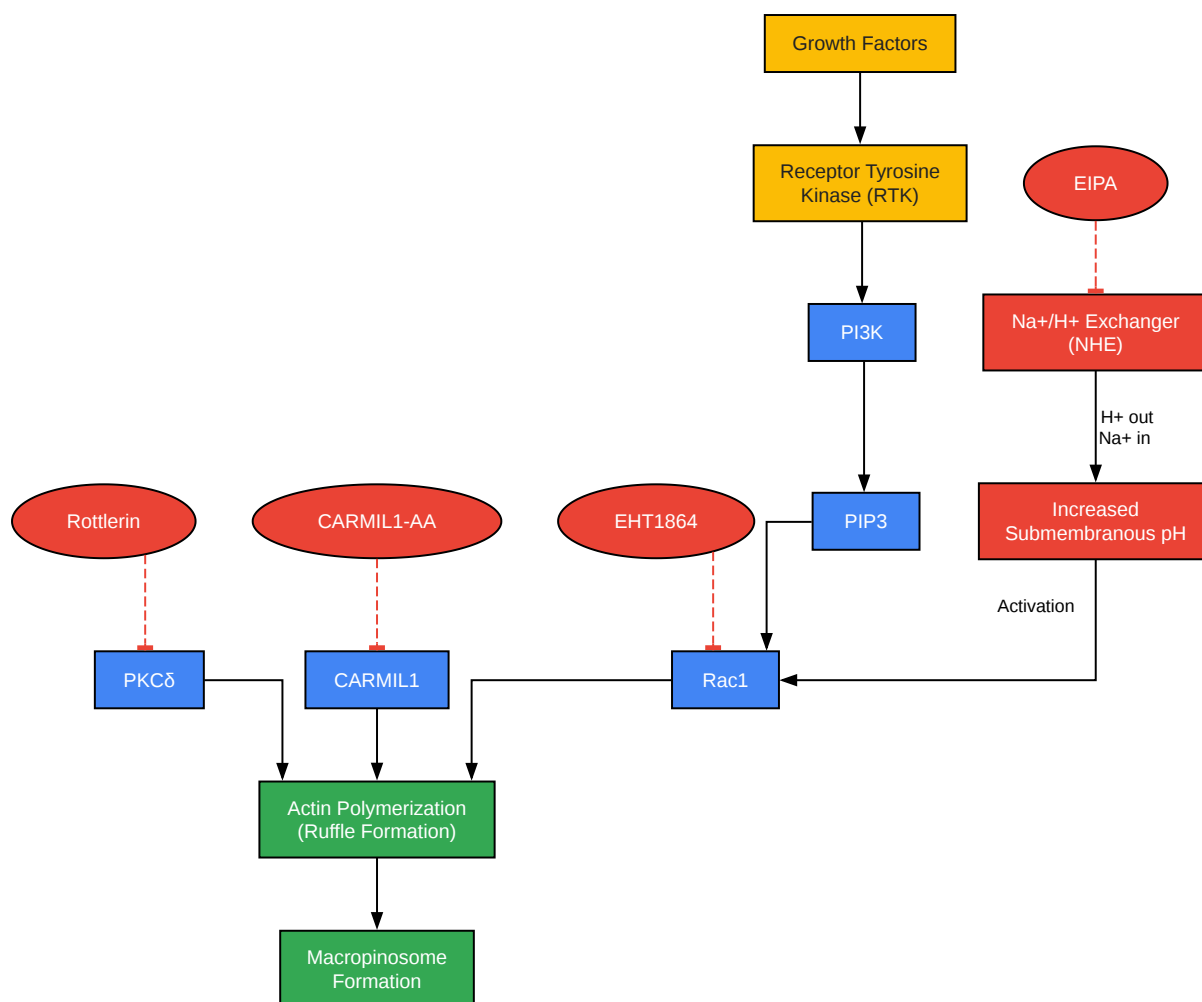 Growth Factors
Receptor Tyrosine
Kinase (RTK)
EIPA
PI3K
Na+/H+ Exchanger
(NHE)
H+ out
Na+ in
Rottlerin
CARMIL1-AA
EHT1864
PIP3
Increased
Submembranous pH
Activation
PKCδ
CARMIL1
Rac1
Actin Polymerization
(Ruffle Formation)
Macropinosome
Formation